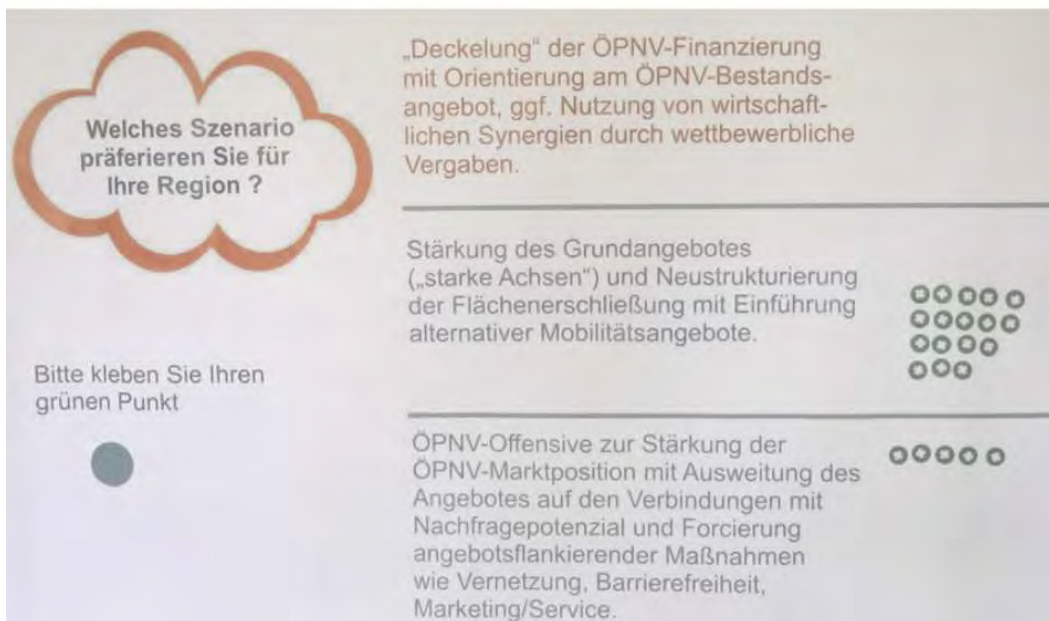 Welches Szenario
präferieren Sie für
Ihre Region ?
Bitte kleben Sie Ihren
grünen Punkt
„Deckelung“ der ÖPNV-Finanzierung
mit Orientierung am ÖPNV-Bestands-
angebot, ggf. Nutzung von wirtschaft-
lichen Synergien durch wettbewerbliche
Vergaben.
Stärkung des Grundangebotes
(„starke Achsen“) und Neustrukturierung
der Flächenerschließung mit Einführung
alternativer Mobilitätsangebote.
ÖPNV-Offensive zur Stärkung der
ÖPNV-Marktposition mit Ausweitung des
Angebotes auf den Verbindungen mit
Nachfragepotenzial und Forcierung
angebotsflankierender Maßnahmen
wie Vernetzung, Barrierefreiheit,
Marketing/Service.